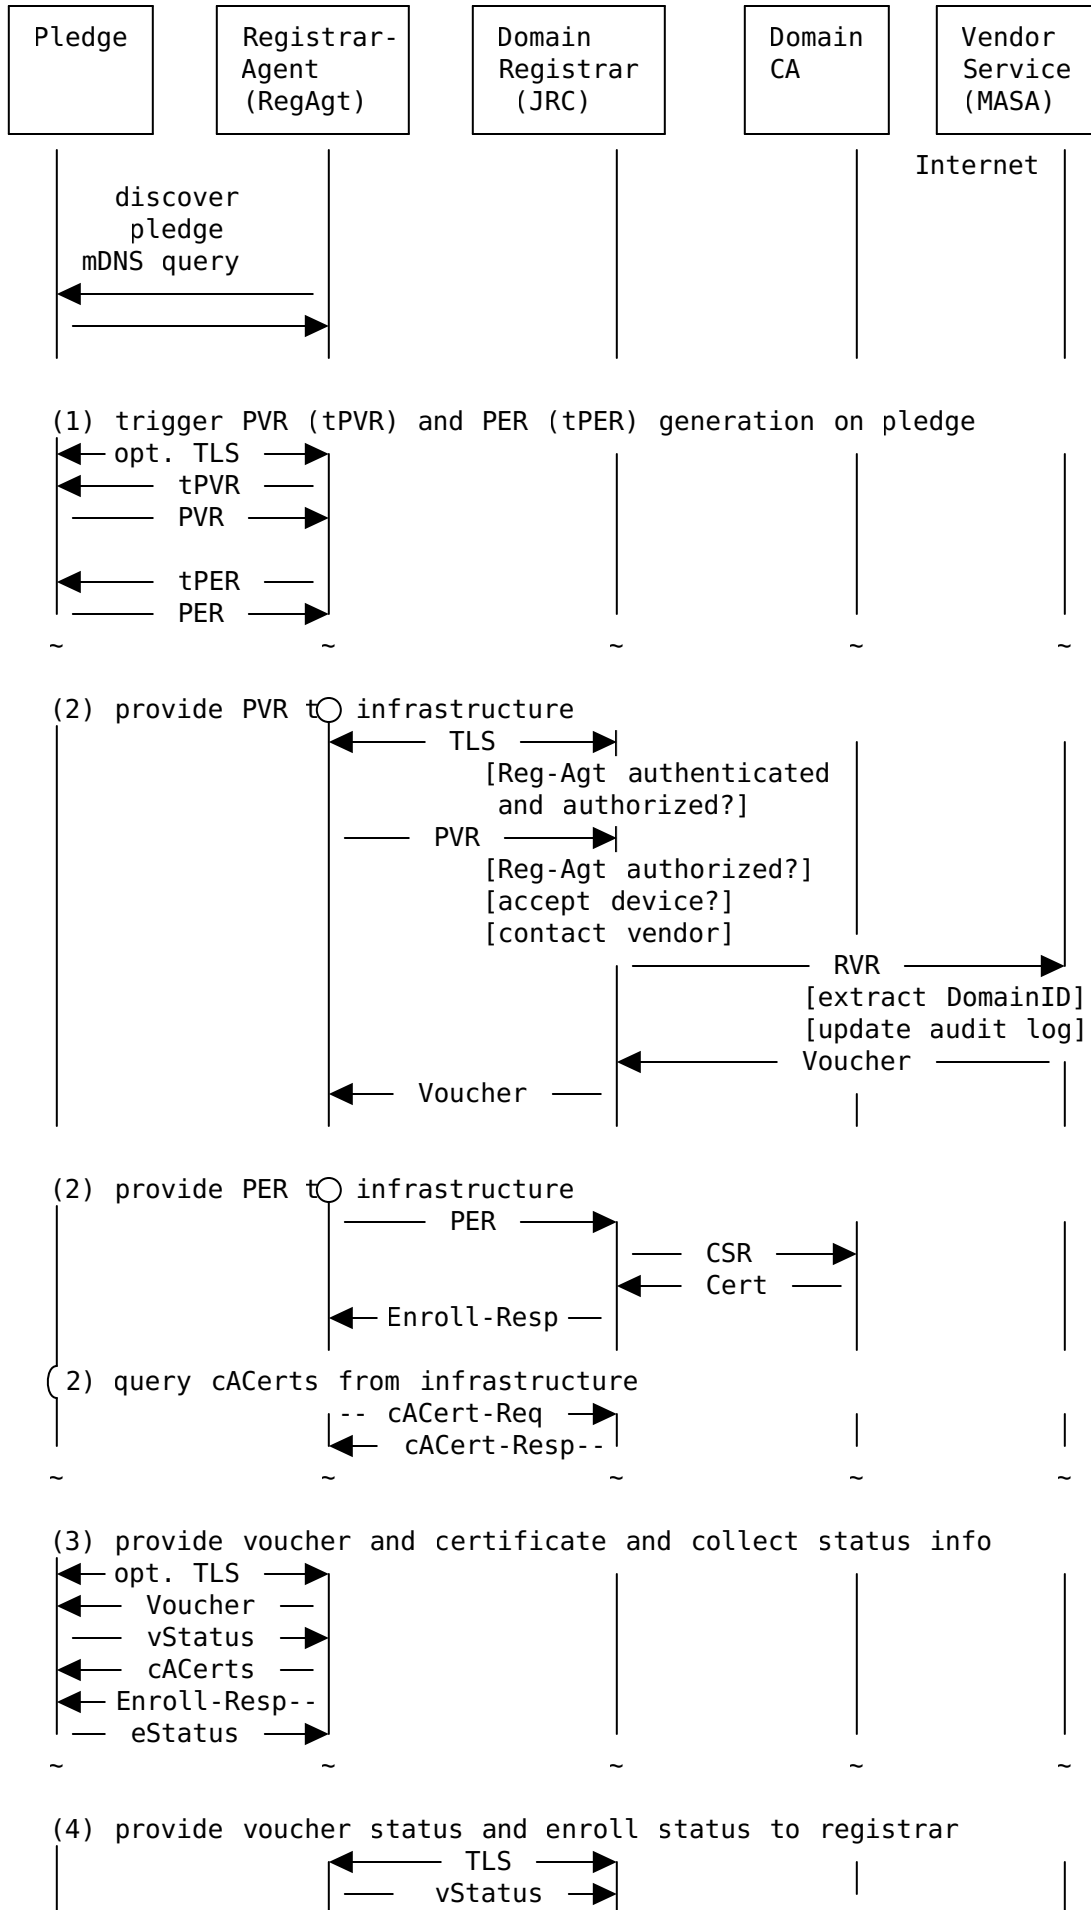 Pledge Registrar- Domain Domain Vendor
Agent Registrar CA Service
(RegAgt) (JRC) (MASA)
Internet
discover
pledge
mDNS query
(1) trigger PVR (tPVR) and PER (tPER) generation on pledge
opt. TLS
tPVR
PVR
tPER
PER
~ ~ ~ ~ ~
(2) provide PVR to infrastructure
TLS
[Reg-Agt authenticated
and authorized?]
PVR
[Reg-Agt authorized?]
[accept device?]
[contact vendor]
RVR
[extract DomainID]
[update audit log]
Voucher
Voucher
(2) provide PER to infrastructure
PER
CSR
Cert
Enroll-Resp
(2) query cACerts from infrastructure
-- cACert-Req
cACert-Resp--
~ ~ ~ ~ ~
(3) provide voucher and certificate and collect status info
opt. TLS
Voucher
vStatus
cACerts
Enroll-Resp--
eStatus
~ ~ ~ ~ ~
(4) provide voucher status and enroll status to registrar
TLS
vStatus